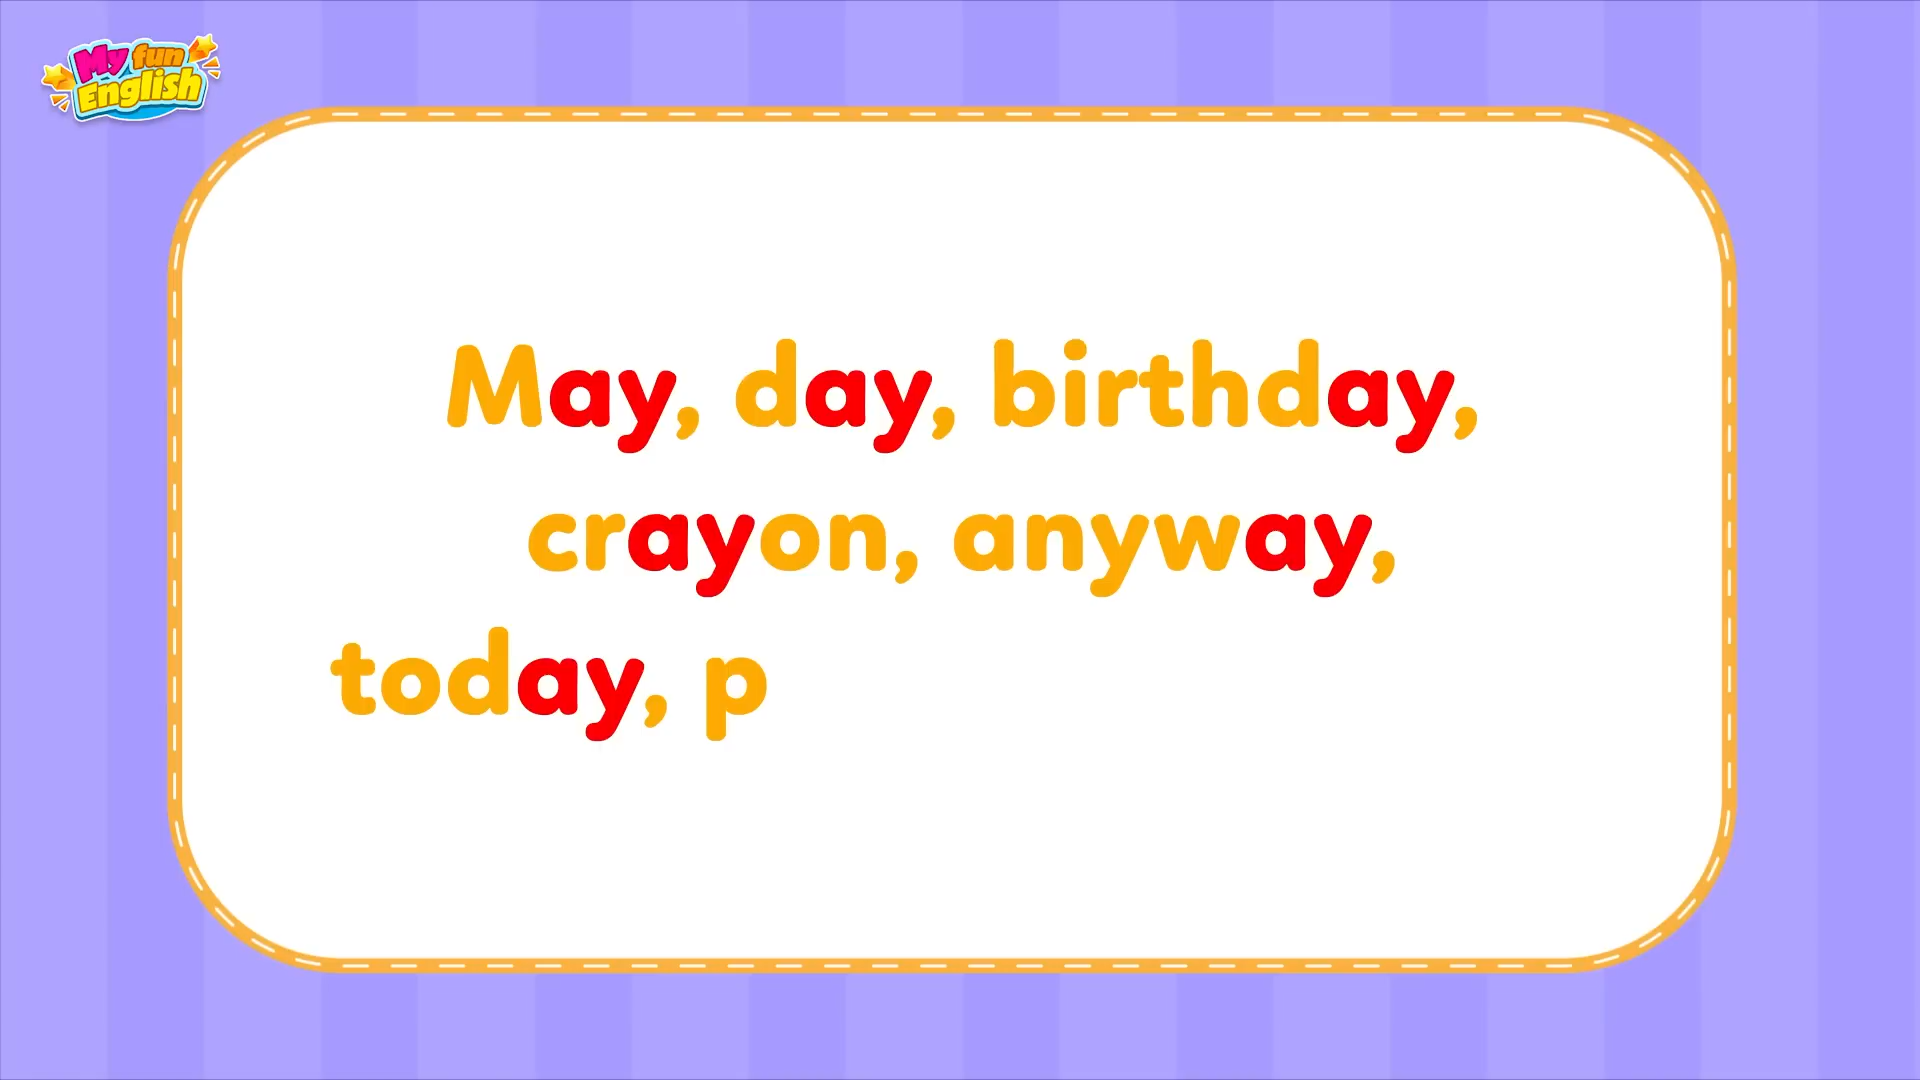 My fun
English
May, day, birthday,
crayon, anyway,
today, p